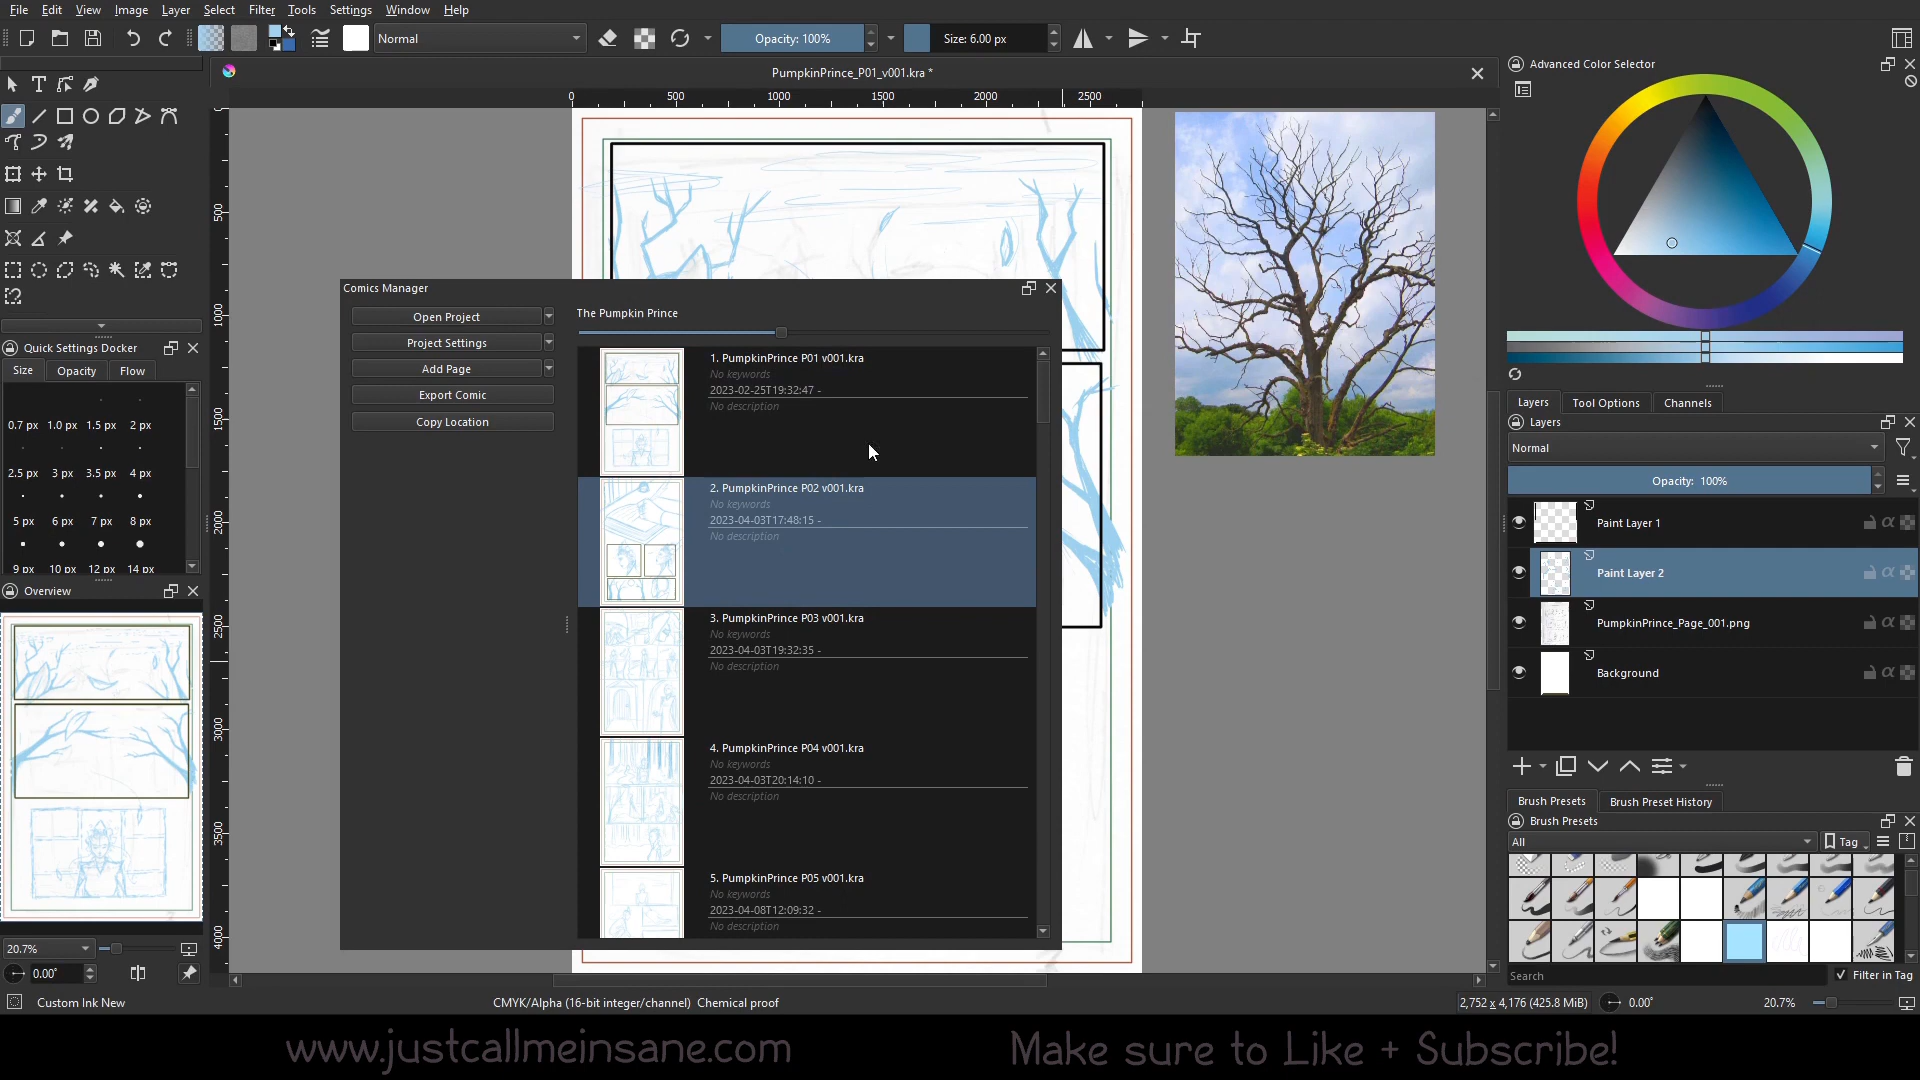 File Edit View Image Layer Select Filter Tools Settings Window Help
Normal
Opacity: 100%
Size: 6.00 px
PumpkinPrince_P01_v001.kra *
0 500 1000 1500 2000 2500
500
1000
1500
2000
2500
3000
3500
4000
Quick Settings Docker
Size Opacity Flow
0.7 px 1.0 px 1.5 px 2 px
2.5 px 3 px 3.5 px 4 px
5 px 6 px 7 px 8 px
9 px 10 px 12 px 14 px
Overview
20.7%
0.00°
Comics Manager
Open Project
Project Settings
Add Page
Export Comic
Copy Location
The Pumpkin Prince
1. PumpkinPrince P01 v001.kra
No keywords
2023-02-25T19:32:47 -
No description
2. PumpkinPrince P02 v001.kra
No keywords
2023-04-03T17:48:15 -
No description
3. PumpkinPrince P03 v001.kra
No keywords
2023-04-03T19:32:35 -
No description
4. PumpkinPrince P04 v001.kra
No keywords
2023-04-03T20:14:10 -
No description
5. PumpkinPrince P05 v001.kra
No keywords
2023-04-08T12:09:32 -
No description
Advanced Color Selector
Layers Tool Options Channels
Layers
Normal
Opacity: 100%
Paint Layer 1
Paint Layer 2
PumpkinPrince_Page_001.png
Background
Brush Presets Brush Preset History
Brush Presets
All
Tag
Search
Filter in Tag
Custom Ink New
CMYK/Alpha (16-bit integer/channel) Chemical proof
2,752 x 4,176 (425.8 MiB)
0.00°
20.7%
www.justcallmeinsane.com
Make sure to Like + Subscribe!